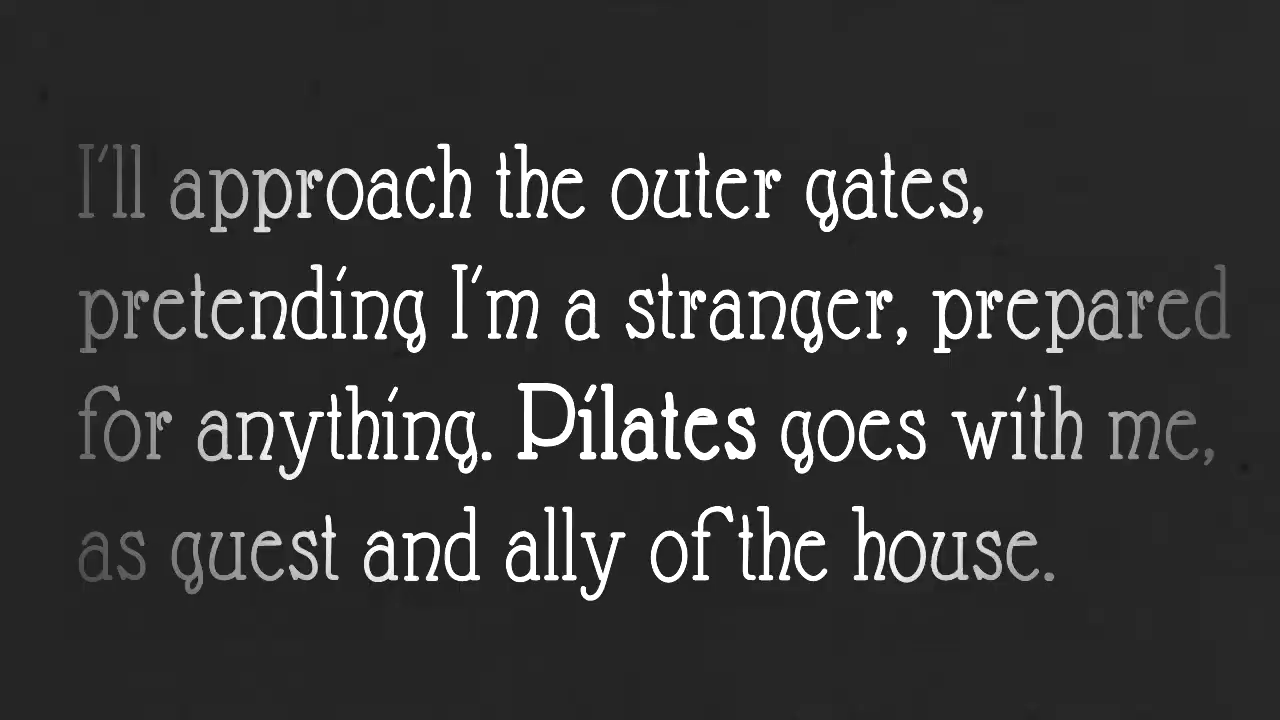 I'll approach the outer gates,
pretending I'm a stranger, prepared
for anything. Pilates goes with me,
as guest and ally of the house.